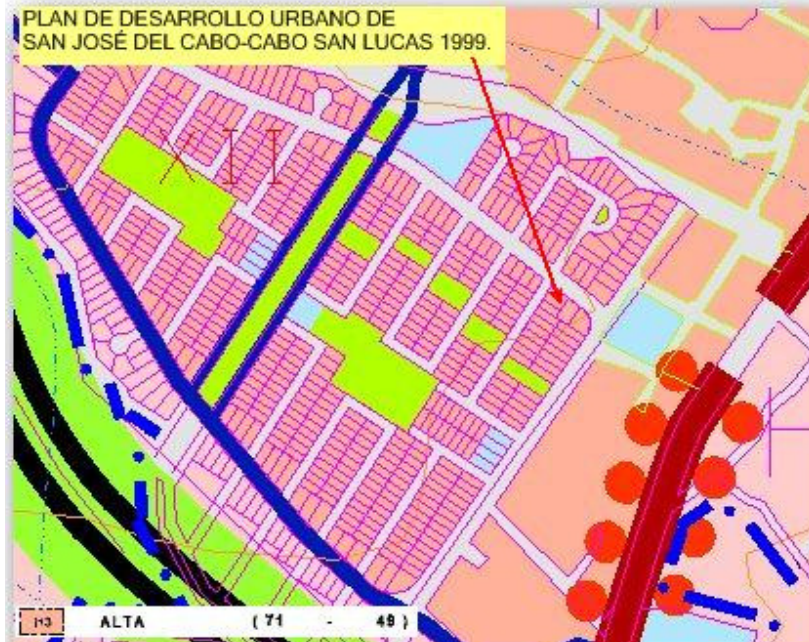 PLAN DE DESARROLLO URBANO DE
SAN JOSÉ DEL CABO-CABO SAN LUCAS 1999.
XII
H3 ALTA (71 - 49)